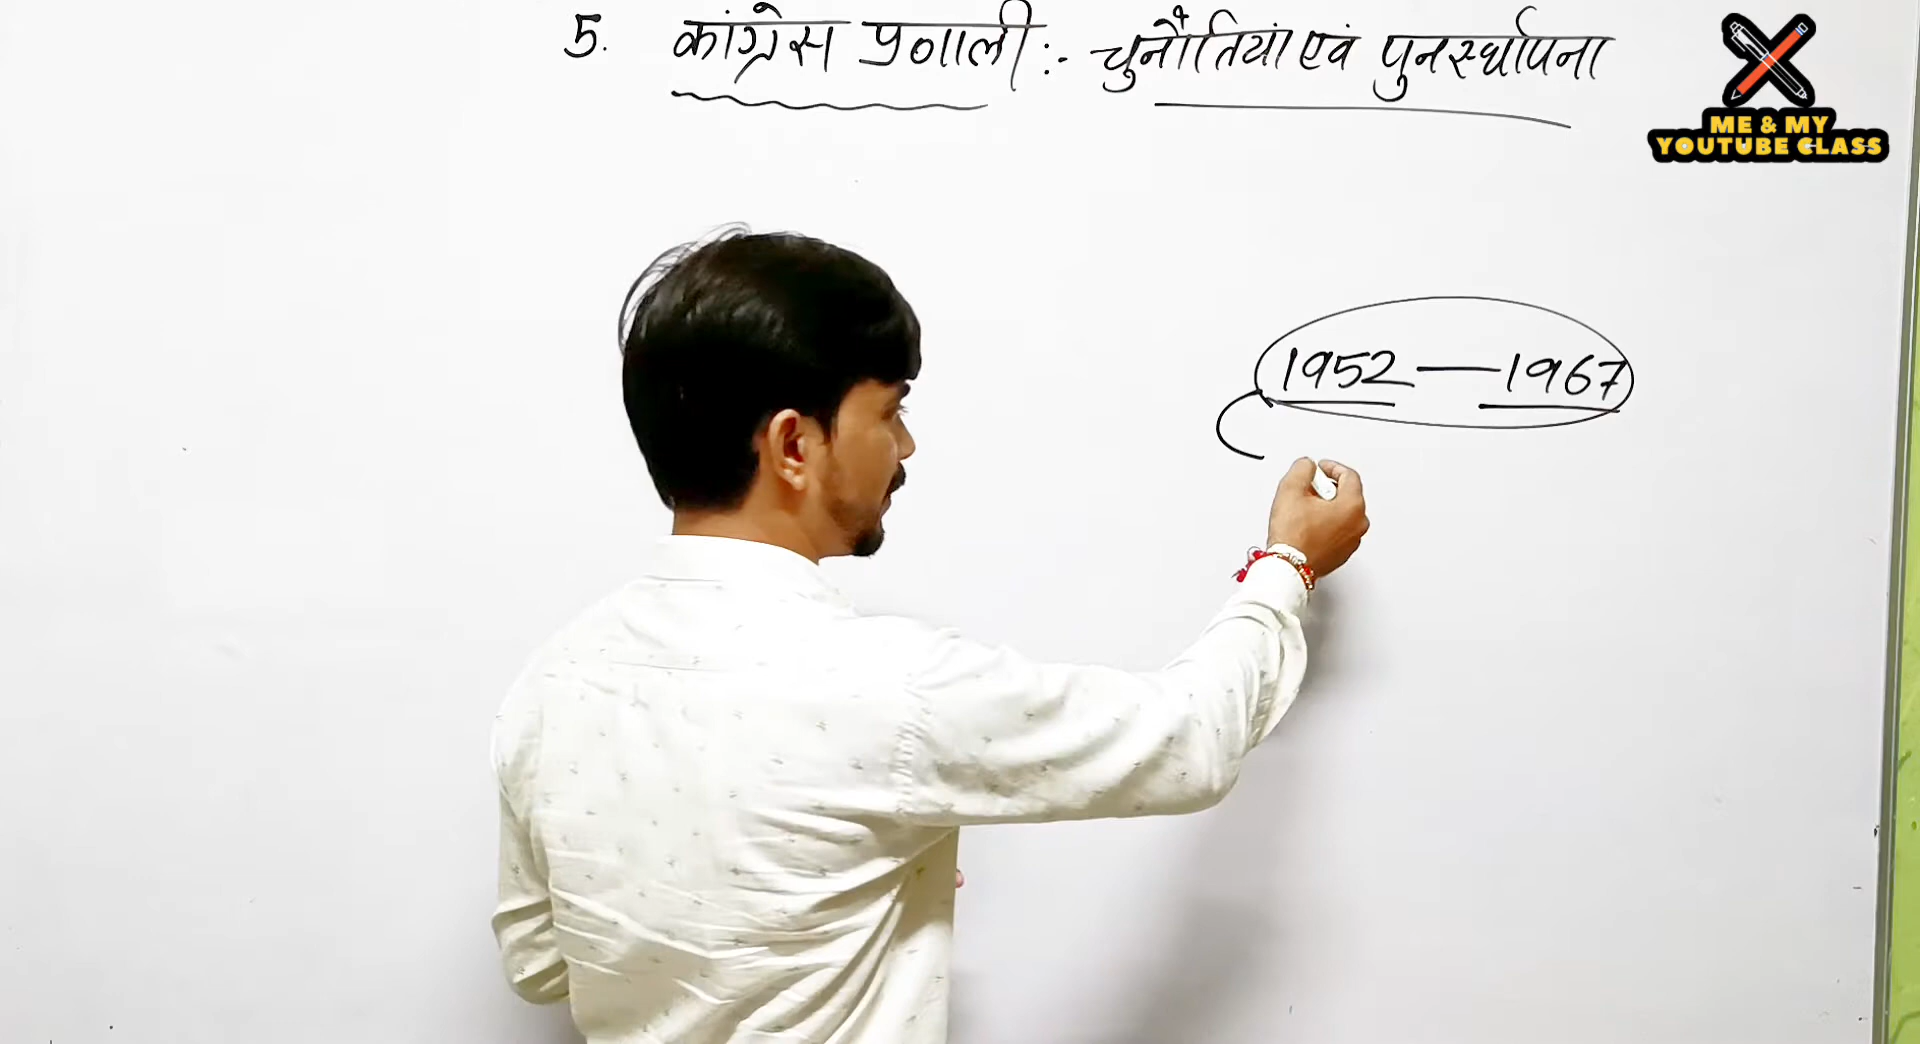 5. कांग्रेस प्रणाली :- चुनौतियां एवं पुनर्स्थापना
ME & MY
YOUTUBE CLASS
1952 — 1967